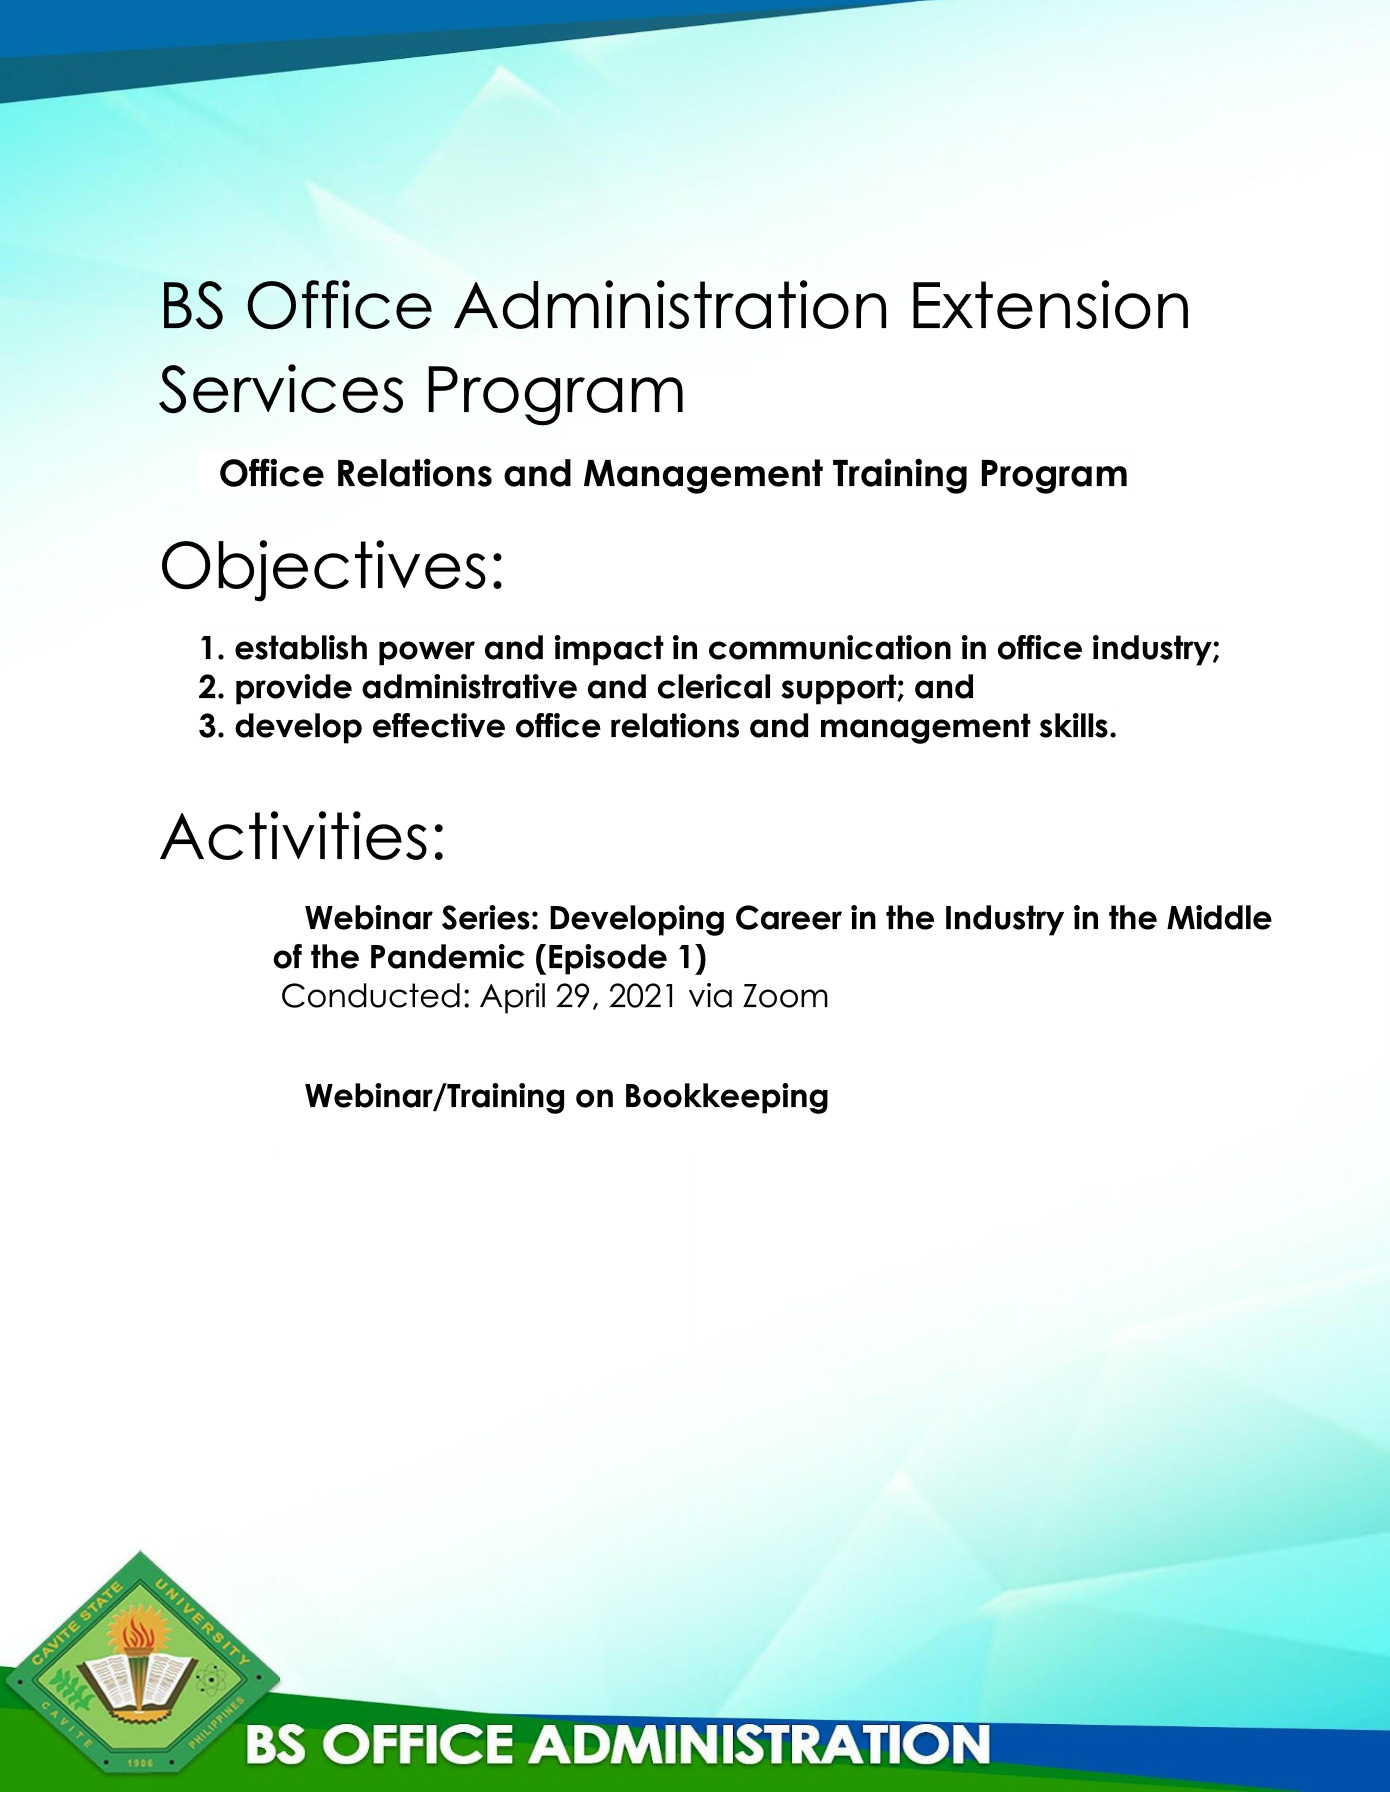 BS Office Administration Extension
Services Program
Office Relations and Management Training Program
Objectives:
1. establish power and impact in communication in office industry;
2. provide administrative and clerical support; and
3. develop effective office relations and management skills.
Activities:
Webinar Series: Developing Career in the Industry in the Middle
of the Pandemic (Episode 1)
Conducted: April 29, 2021 via Zoom
Webinar/Training on Bookkeeping
CAVITE STATE UNIVERSITY
CAVITE PHILIPPINES
1906
BS OFFICE ADMINISTRATION